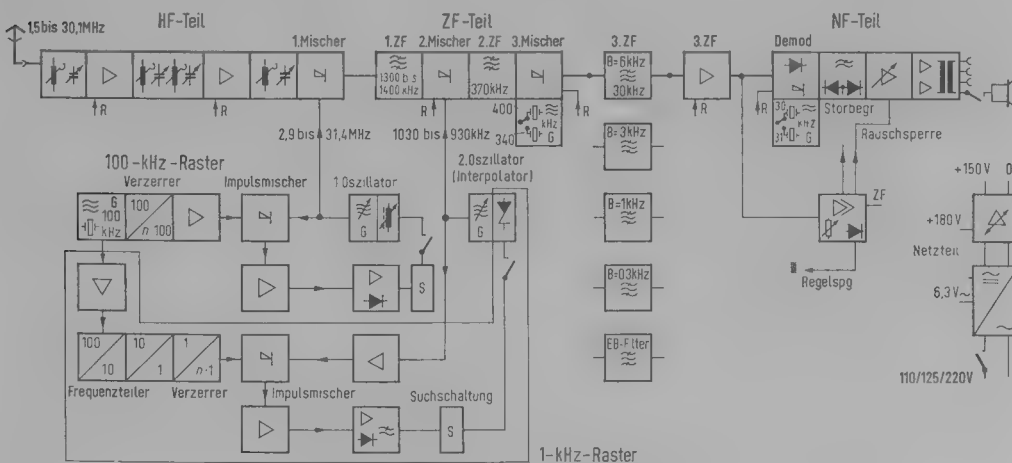 HF-Teil
ZF-Teil
NF-Teil
1,5 bis 30,1MHz
1.Mischer
1. ZF
2.Mischer
2.ZF
3.Mischer
3.ZF
3.ZF
Demod
1300 b s
1400 kHz
370kHz
B=6kHz
30kHz
R
R
R
R
R
R
400
kHz
G
340
30
kHz
31
G
Störbegr
Rauschsperre
2,9 bis 31,4MHz
1030 bis 930kHz
B=3kHz
100-kHz-Raster
Verzerrer
Impulsmischer
1 Oszillator
2.Oszillator
(Interpolator)
G
100
kHz
100
n 100
G
G
B=1kHz
ZF
+150 V
+180V
Netzteil
S
B=03kHz
Regelspg
6,3 V~
100
10
10
1
1
n·1
EB-Filter
Frequenzteiler
Verzerrer
Impulsmischer
Suchschaltung
110/125/220V
S
1-kHz-Raster